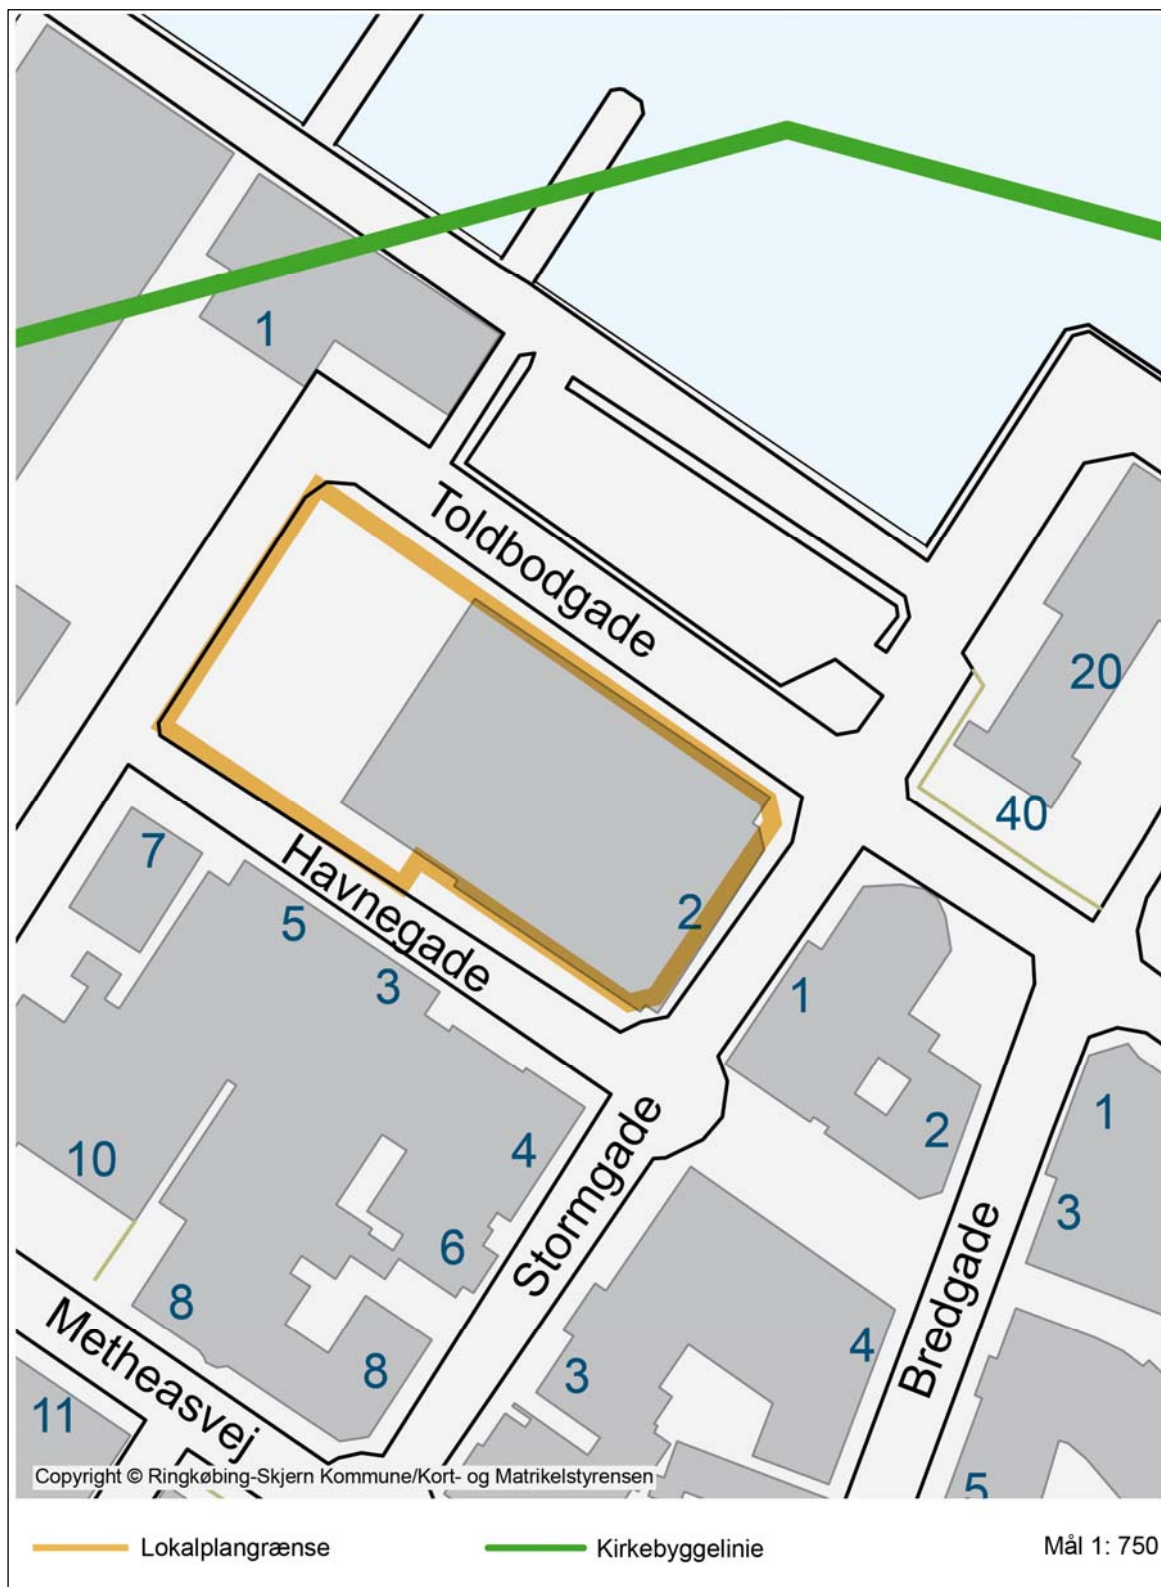 1
Toldbodgade
20
40
7
Havnegade
5
3
2
1
2
1
3
4
10
6
Stormgade
8
8
Metheasvej
11
3
4
Bredgade
5
Copyright © Ringkøbing-Skjern Kommune/Kort- og Matrikelstyrensen
Lokalplangrænse
Kirkebyggelinie
Mål 1: 750